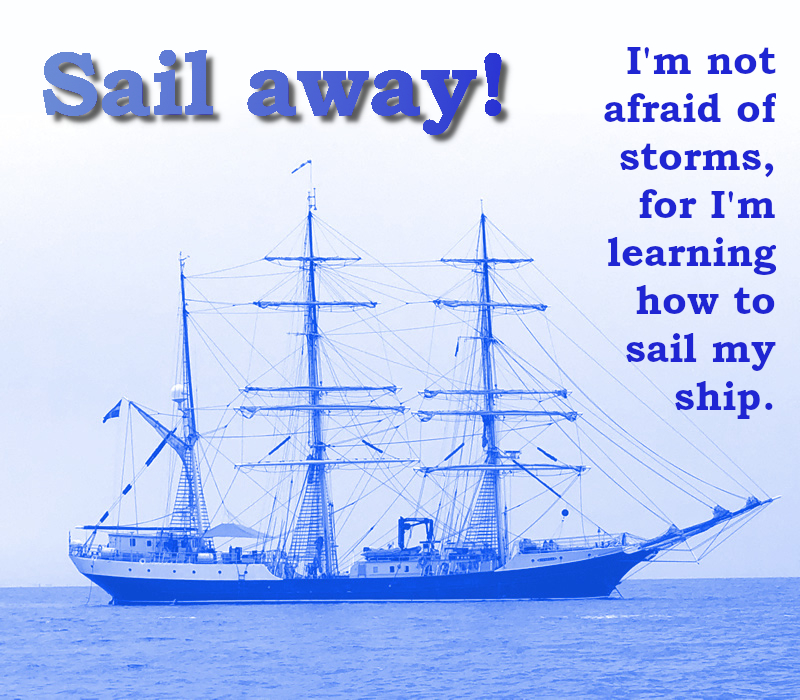 Sail away!
I'm not
afraid of
storms,
for I'm
learning
how to
sail my
ship.